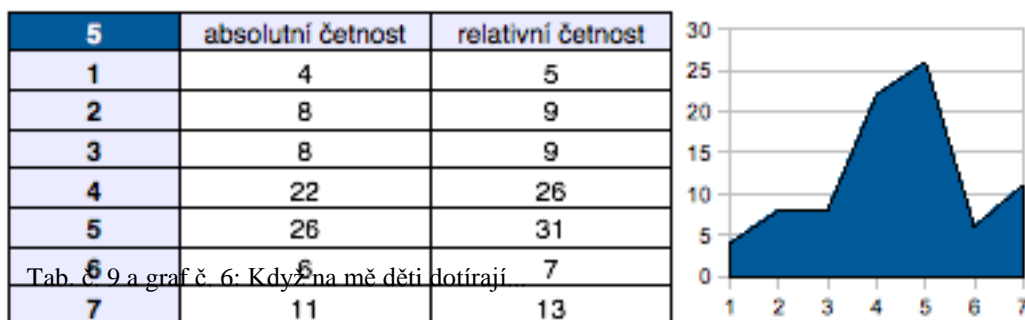 5 absolutní četnost relativní četnost
1 4 5
2 8 9
3 8 9
4 22 26
5 26 31
6 6 7
Tab. č. 9 a graf č. 6: Když na mě děti dotírají...
7 11 13
30
25
20
15
10
5
0
1 2 3 4 5 6 7